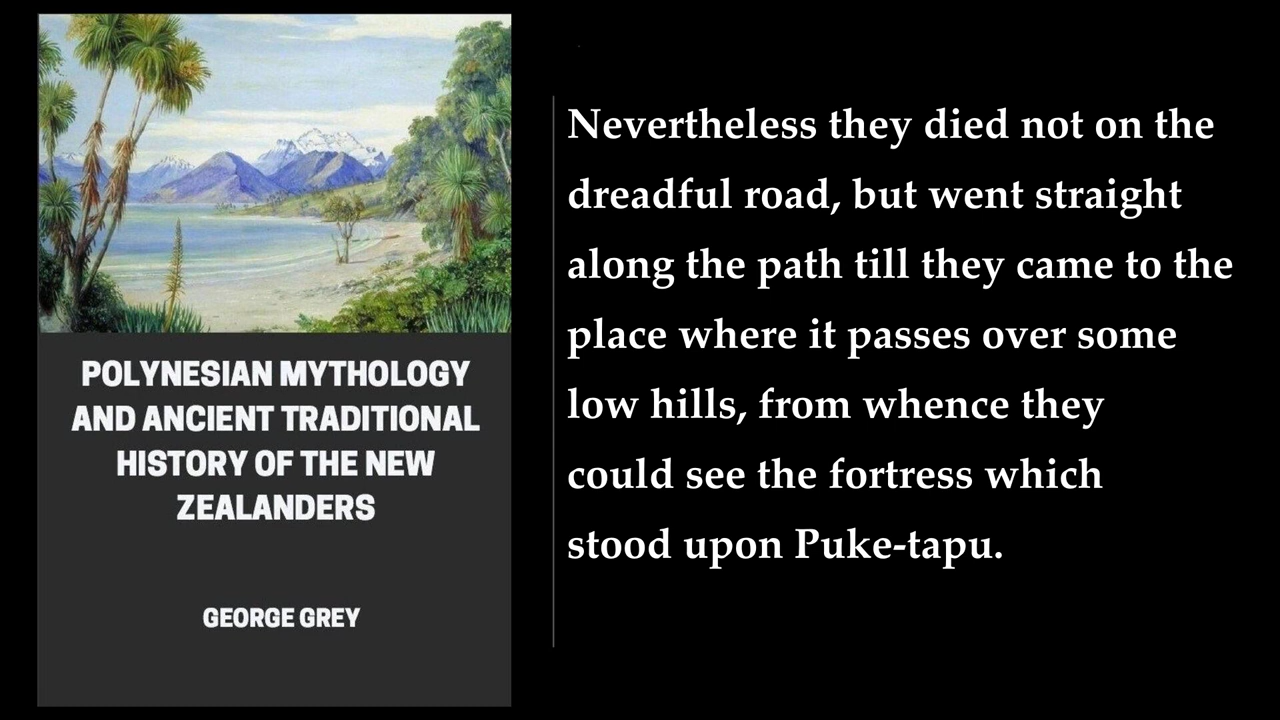 POLYNESIAN MYTHOLOGY
AND ANCIENT TRADITIONAL
HISTORY OF THE NEW
ZEALANDERS
GEORGE GREY
Nevertheless they died not on the
dreadful road, but went straight
along the path till they came to the
place where it passes over some
low hills, from whence they
could see the fortress which
stood upon Puke-tapu.